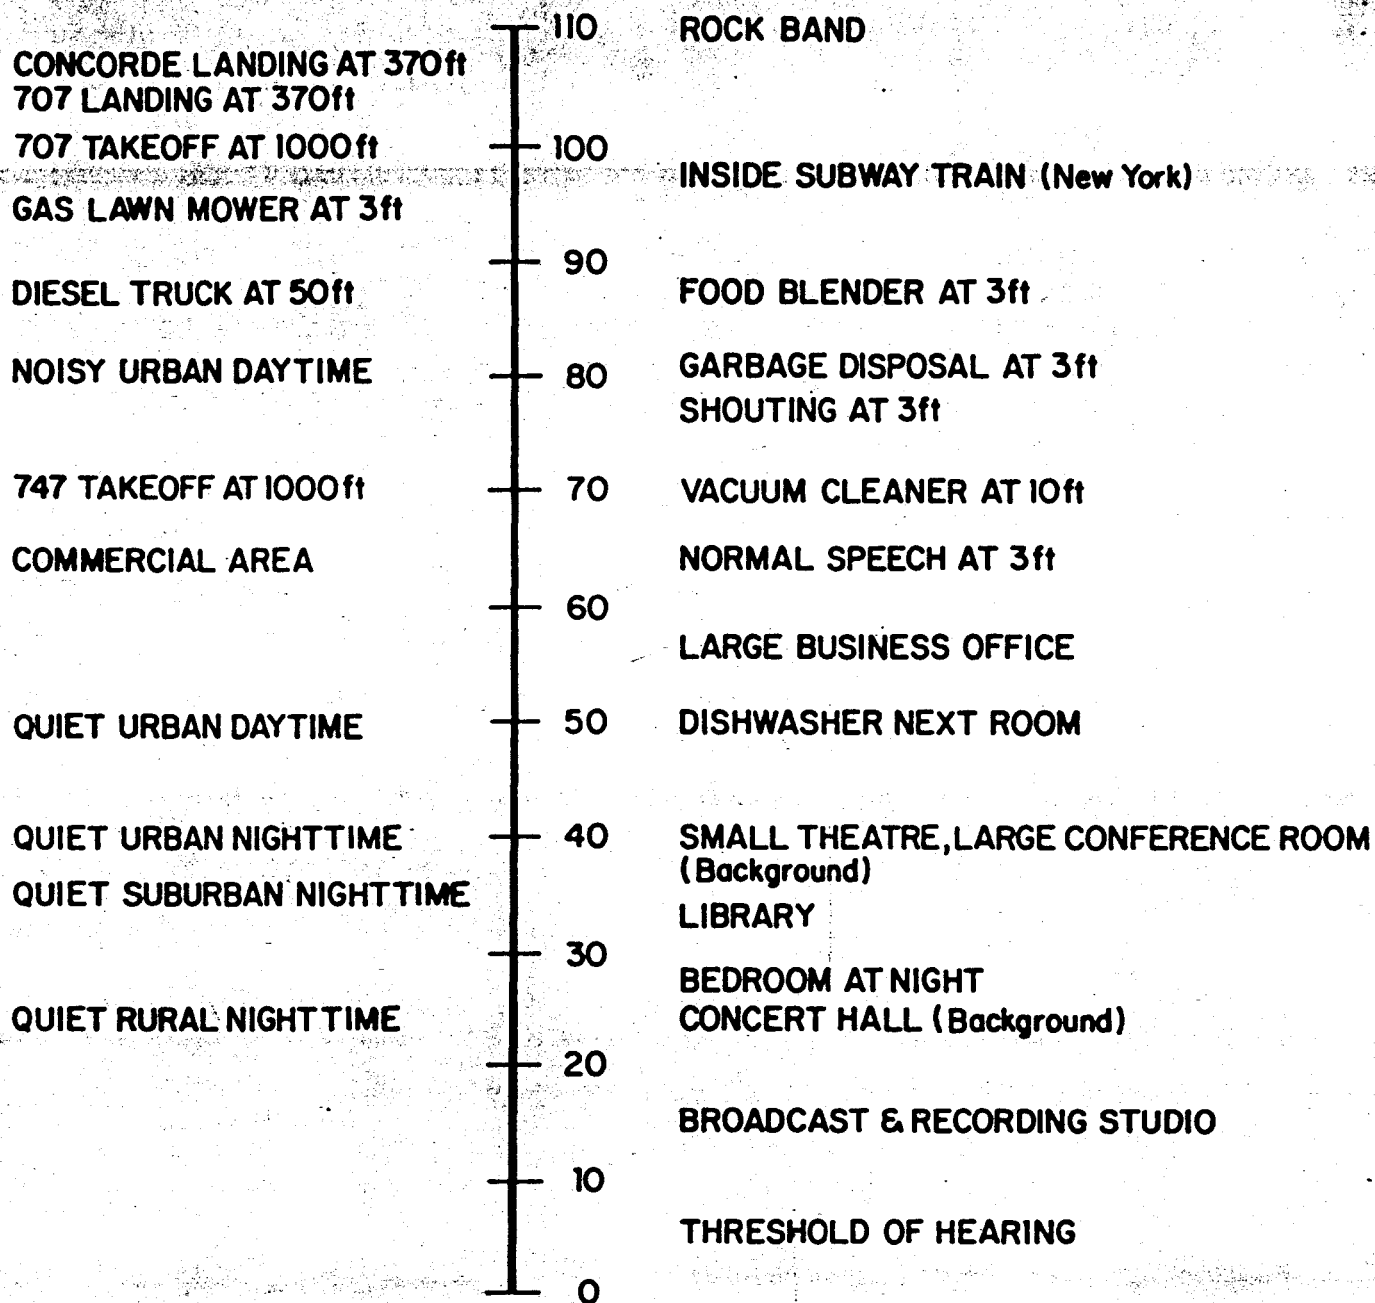 110 ROCK BAND
CONCORDE LANDING AT 370ft
707 LANDING AT 370ft
707 TAKEOFF AT 1000ft 100
INSIDE SUBWAY TRAIN (New York)
GAS LAWN MOWER AT 3ft
90
DIESEL TRUCK AT 50ft FOOD BLENDER AT 3ft
NOISY URBAN DAYTIME 80 GARBAGE DISPOSAL AT 3ft
SHOUTING AT 3ft
747 TAKEOFF AT 1000ft 70 VACUUM CLEANER AT 10ft
COMMERCIAL AREA NORMAL SPEECH AT 3ft
60
LARGE BUSINESS OFFICE
QUIET URBAN DAYTIME 50 DISHWASHER NEXT ROOM
QUIET URBAN NIGHTTIME 40 SMALL THEATRE, LARGE CONFERENCE ROOM
(Background)
QUIET SUBURBAN NIGHTTIME
LIBRARY
30
BEDROOM AT NIGHT
QUIET RURAL NIGHTTIME CONCERT HALL (Background)
20
BROADCAST & RECORDING STUDIO
10
THRESHOLD OF HEARING
0